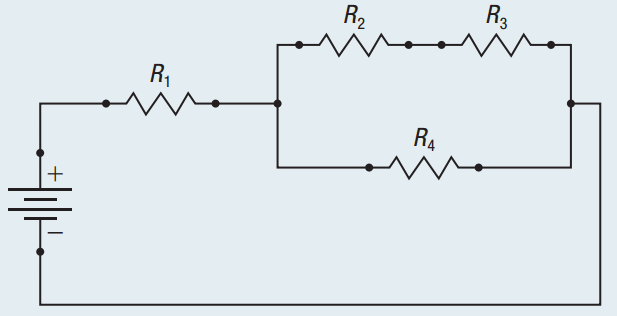 R₂
R₃
R₁
R₄
+
−